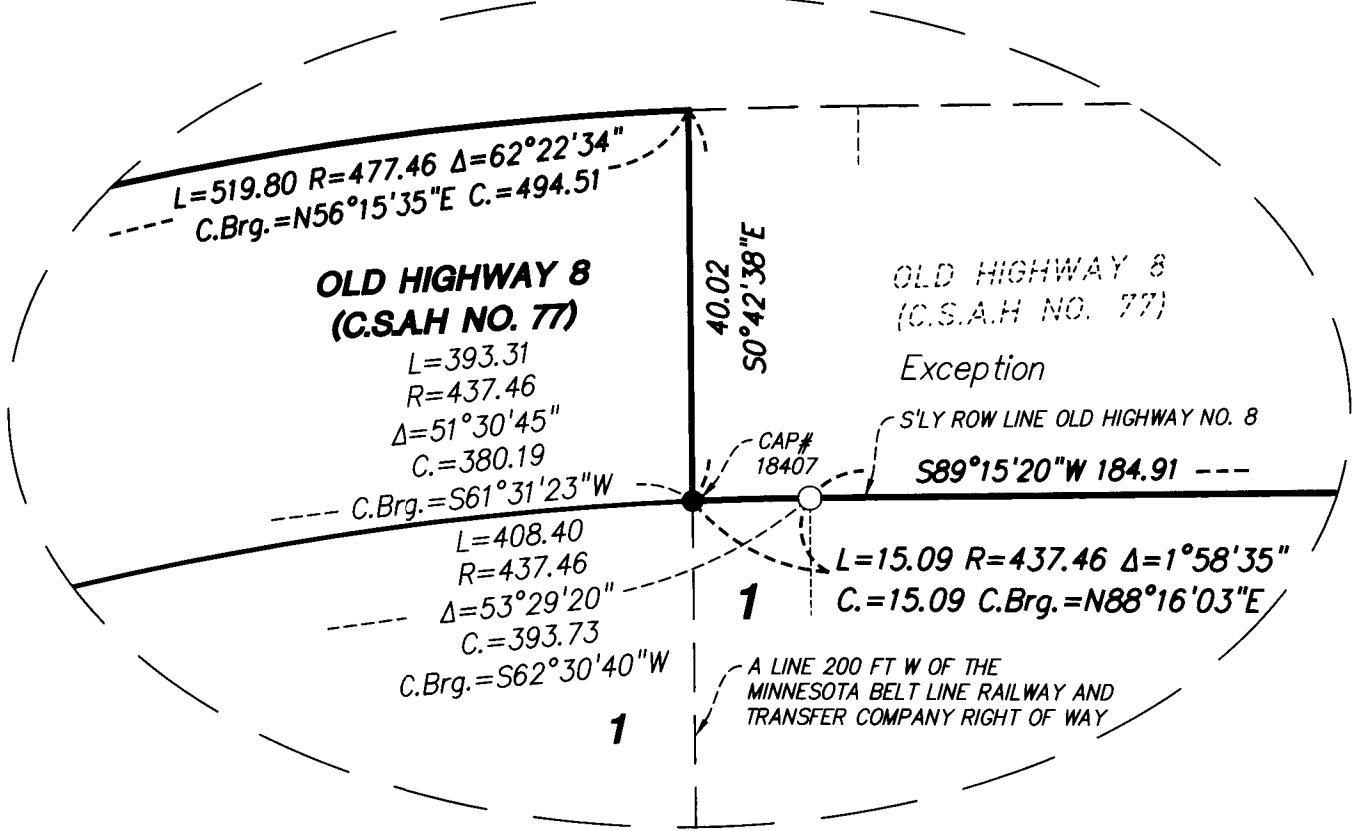 L=519.80 R=477.46 Δ=62°22'34"
C.Brg.=N56°15'35"E C.=494.51
OLD HIGHWAY 8
(C.S.A.H NO. 77)
L=393.31
R=437.46
Δ=51°30'45"
C.=380.19
C.Brg.=S61°31'23"W
L=408.40
R=437.46
Δ=53°29'20"
C.=393.73
C.Brg.=S62°30'40"W
1
40.02
S0°42'38"E
OLD HIGHWAY 8
(C.S.A.H NO. 77)
Exception
S'LY ROW LINE OLD HIGHWAY NO. 8
CAP#
18407
S89°15'20"W 184.91
L=15.09 R=437.46 Δ=1°58'35"
C.=15.09 C.Brg.=N88°16'03"E
1
A LINE 200 FT W OF THE
MINNESOTA BELT LINE RAILWAY AND
TRANSFER COMPANY RIGHT OF WAY